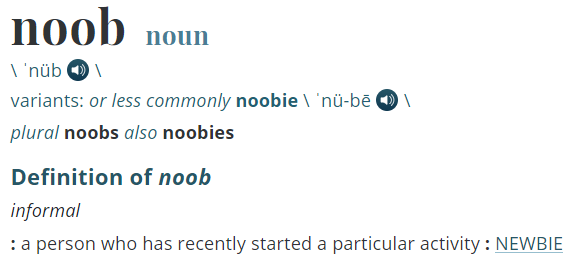 noob noun
\ ˈnüb \
variants: or less commonly noobie \ ˈnü-bē \
plural noobs also noobies
Definition of noob
informal
: a person who has recently started a particular activity : NEWBIE